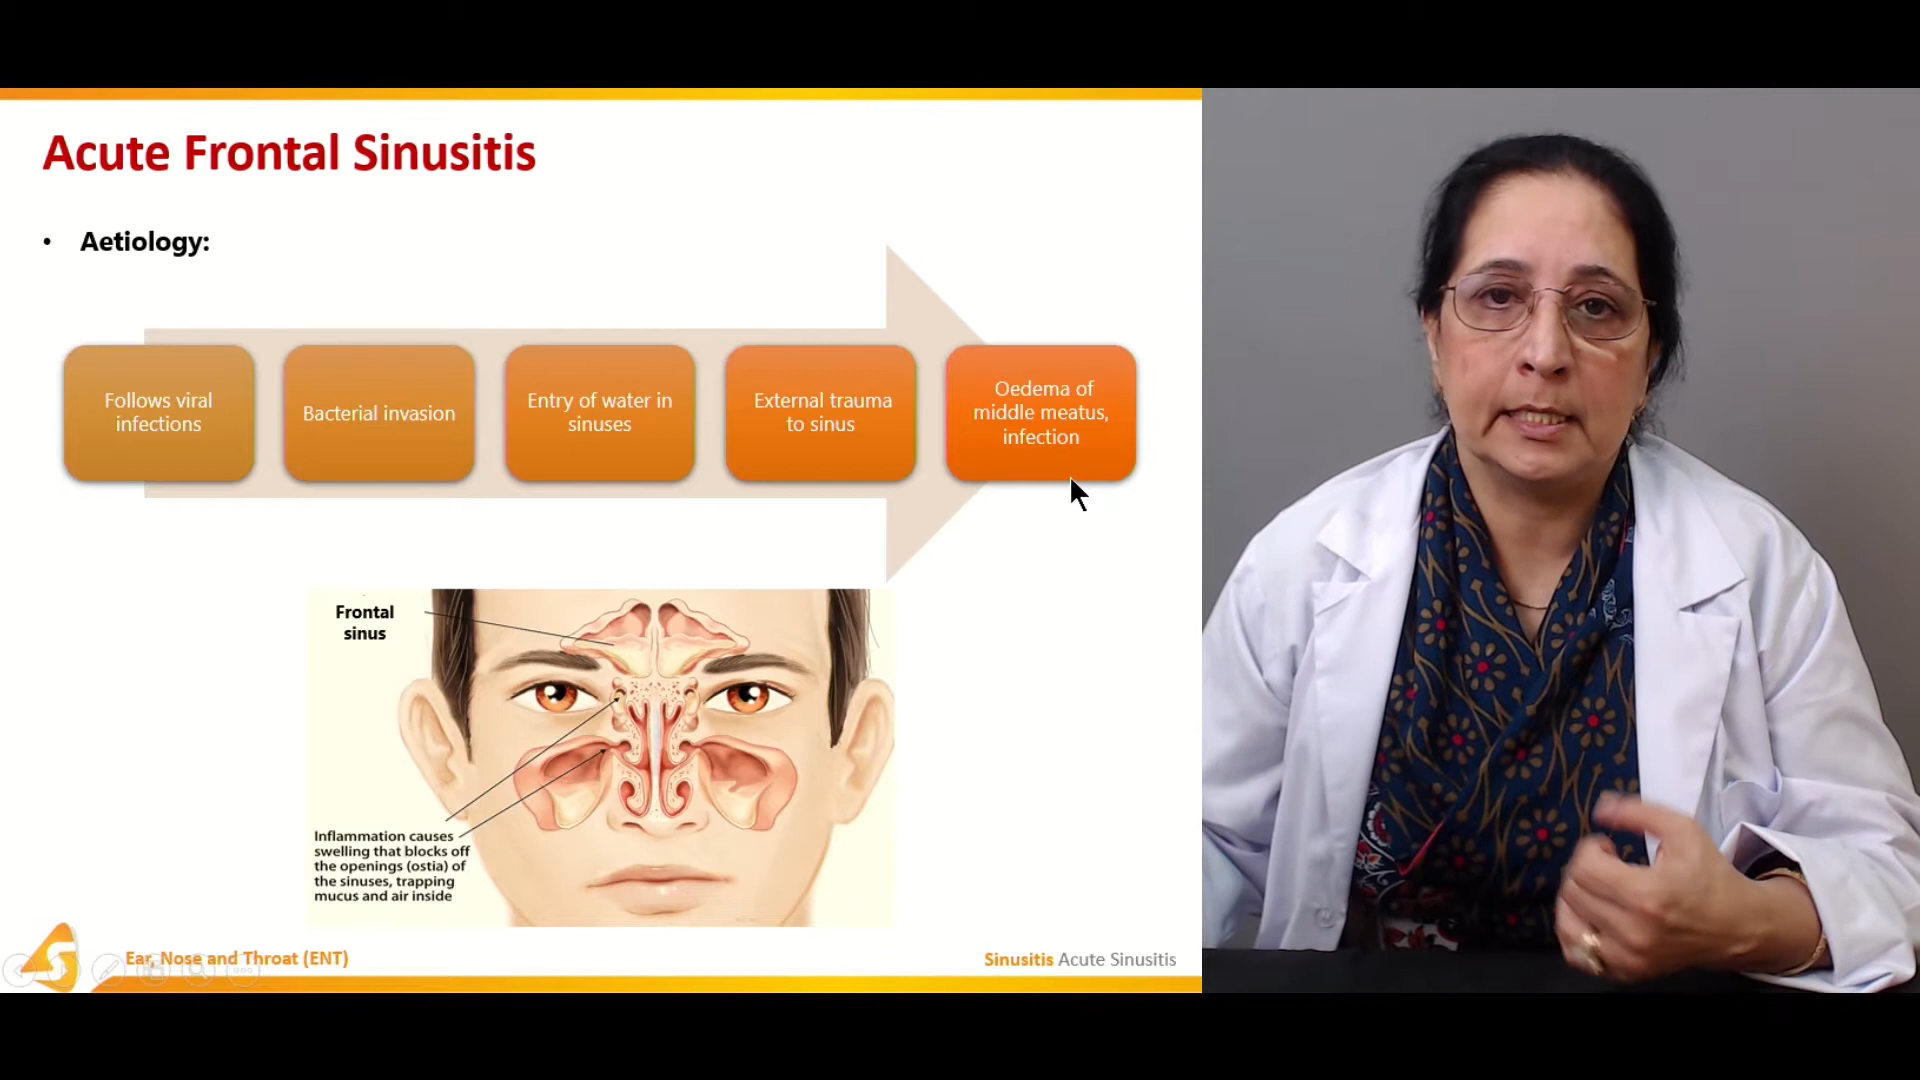 Acute Frontal Sinusitis
• Aetiology:
Follows viral
infections
Bacterial invasion
Entry of water in
sinuses
External trauma
to sinus
Oedema of
middle meatus,
infection
Frontal
sinus
Inflammation causes
swelling that blocks off
the openings (ostia) of
the sinuses, trapping
mucus and air inside
Ear, Nose and Throat (ENT)
Sinusitis Acute Sinusitis